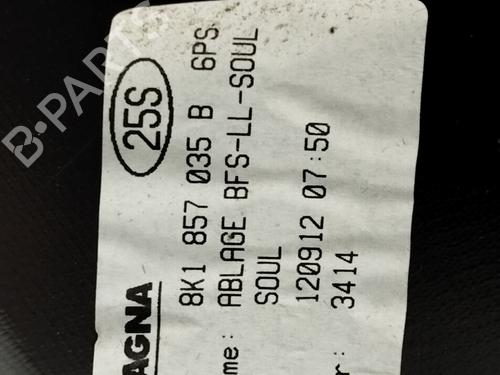 25S
8K1 857 035 B 6PS
me: ABLAGE BFS-LL-SOUL
SOUL
120912 07:50
r: 3414
AGNA
B-PARTS